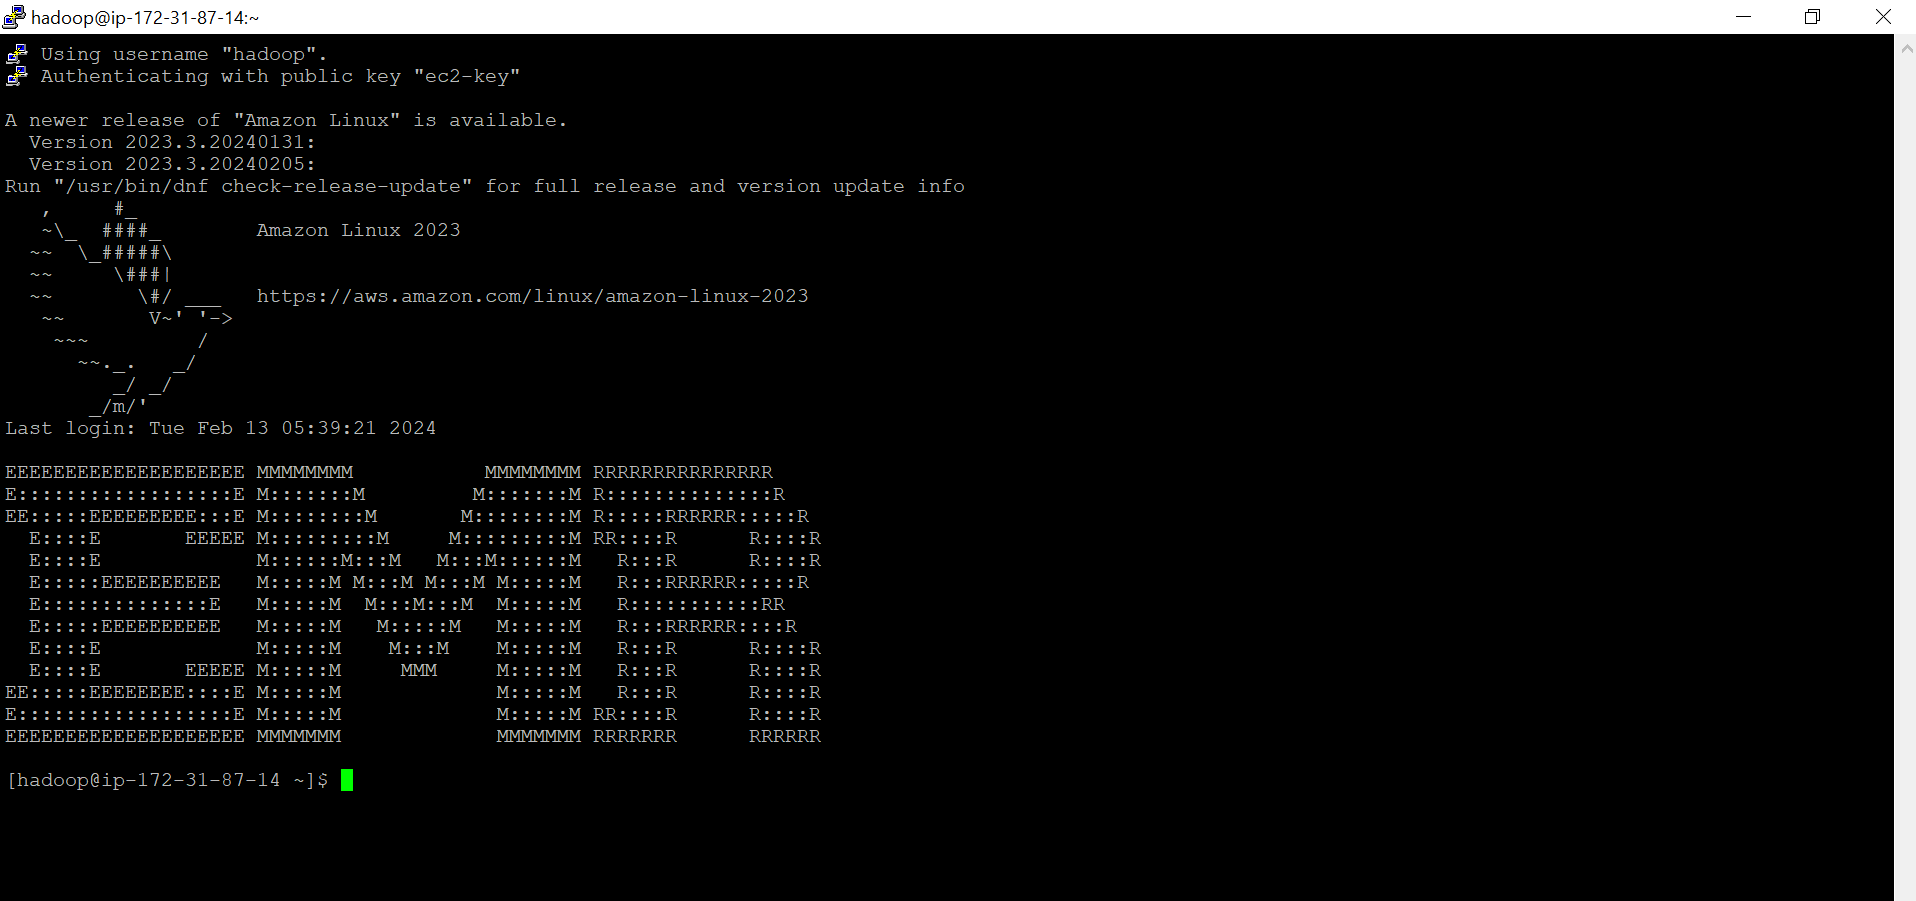 hadoop@ip-172-31-87-14:~
Using username "hadoop".
Authenticating with public key "ec2-key"
A newer release of "Amazon Linux" is available.
  Version 2023.3.20240131:
  Version 2023.3.20240205:
Run "/usr/bin/dnf check-release-update" for full release and version update info
   ,     #_
   ~\_  ####_        Amazon Linux 2023
  ~~  \_#####\
  ~~     \###|
  ~~       \#/ ___   https://aws.amazon.com/linux/amazon-linux-2023
   ~~       V~' '->
    ~~~         /
      ~~._.   _/
         _/ _/
       _/m/'
Last login: Tue Feb 13 05:39:21 2024
EEEEEEEEEEEEEEEEEEEE MMMMMMMM           MMMMMMMM RRRRRRRRRRRRRRR
E::::::::::::::::::E M:::::::M         M:::::::M R::::::::::::::R
EE:::::EEEEEEEEE:::E M::::::::M       M::::::::M R:::::RRRRRR:::::R
  E::::E       EEEEE M:::::::::M     M:::::::::M RR::::R      R::::R
  E::::E             M::::::M:::M   M:::M::::::M   R:::R      R::::R
  E:::::EEEEEEEEEE   M:::::M M:::M M:::M M:::::M   R:::RRRRRR:::::R
  E::::::::::::::E   M:::::M  M:::M:::M  M:::::M   R:::::::::::RR
  E:::::EEEEEEEEEE   M:::::M   M:::::M   M:::::M   R:::RRRRRR::::R
  E::::E             M:::::M    M:::M    M:::::M   R:::R      R::::R
  E::::E       EEEEE M:::::M     MMM     M:::::M   R:::R      R::::R
EE:::::EEEEEEEE::::E M:::::M             M:::::M   R:::R      R::::R
E::::::::::::::::::E M:::::M             M:::::M RR::::R      R::::R
EEEEEEEEEEEEEEEEEEEE MMMMMMM             MMMMMMM RRRRRRR      RRRRRR
[hadoop@ip-172-31-87-14 ~]$